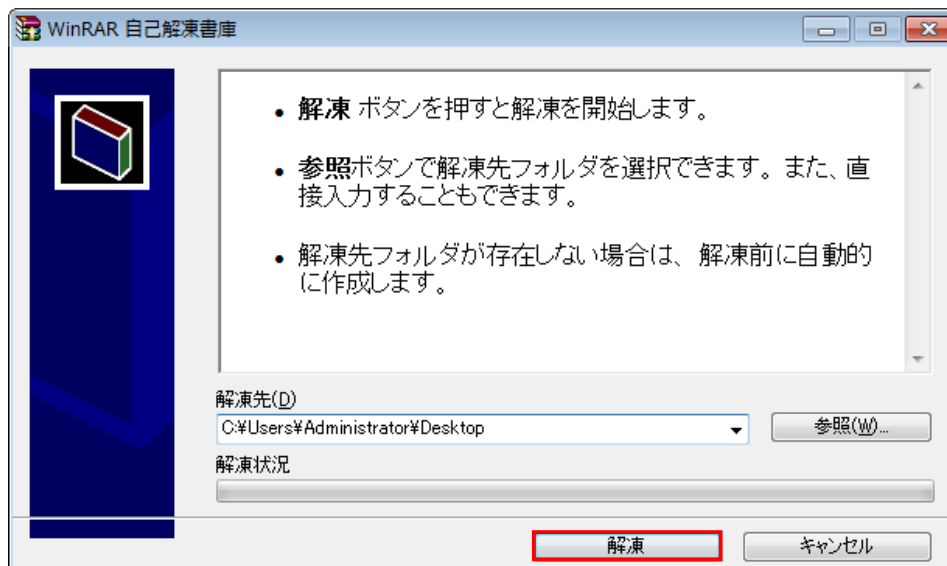 WinRAR 自己解凍書庫
• 解凍 ボタンを押すと解凍を開始します。
• 参照ボタンで解凍先フォルダを選択できます。また、直
接入力することもできます。
• 解凍先フォルダが存在しない場合は、解凍前に自動的
に作成します。
解凍先(D)
C:¥Users¥Administrator¥Desktop
参照(W)...
解凍状況
解凍
キャンセル